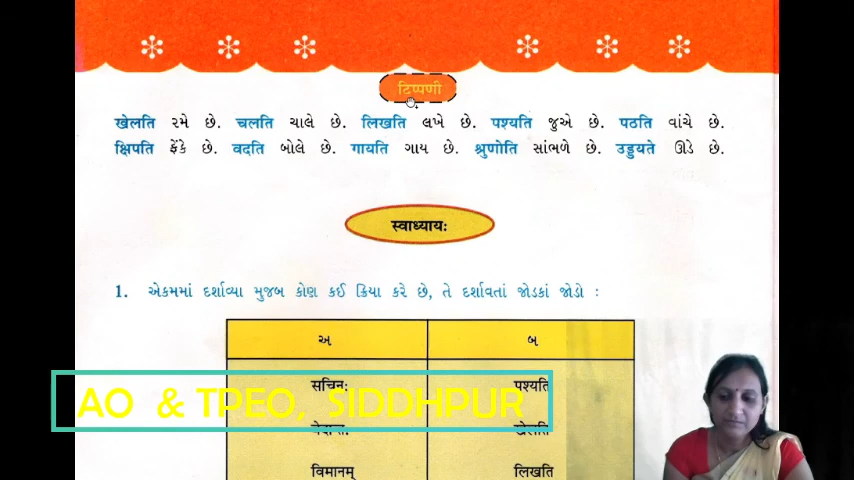 टिप्पणी
खेलति રમે છે. चलति ચાલે છે. लिखति લખે છે. पश्यति જુએ છે. पठति વાંચે છે.
क्षिपति ફેંકે છે. वदति બોલે છે. गायति ગાય છે. श्रुणोति સાંભળે છે. उड्डयते ઊડે છે.
स्वाध्यायः
1. એકમમાં દર્શાવ્યા મુજબ કોણ કઈ ક્રિયા કરે છે, તે દર્શાવતાં જોડકાં જોડો :
અ બ
सचिनः पश्यति
AO & TPEO, SIDDHPUR
वेदान्तः खेलति
विमानम् लिखति